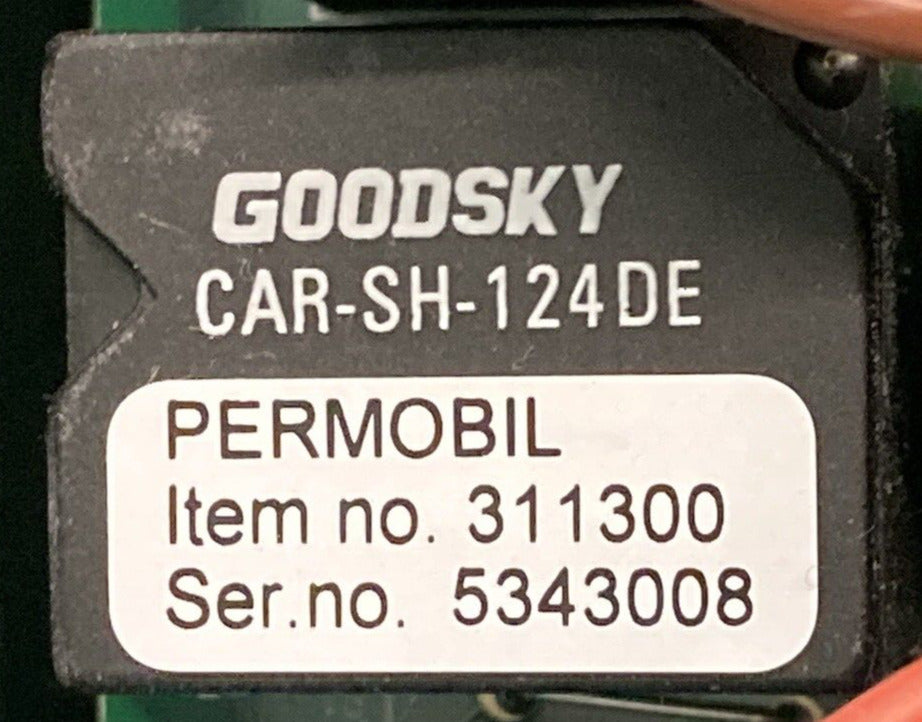 GOODSKY
CAR-SH-124DE
PERMOBIL
Item no. 311300
Ser.no. 5343008